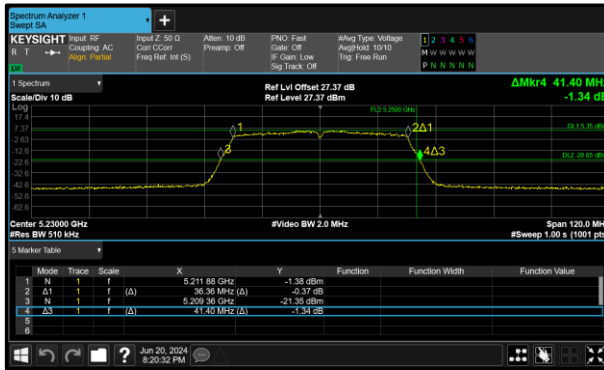 Spectrum Analyzer 1
Swept SA
KEYSIGHT Input: RF Input Z: 50 Ω Atten: 10 dB PNO: Fast #Avg Type: Voltage 1 2 3 4 5 6
R T Coupling: AC Corr CCorr Preamp: Off Gate: Off Avg|Hold: 10/10 M W W W W W
Align: Partial Freq Ref: Int (S) IF Gain: Low Trig: Free Run P N N N N N
LW Sig Track: Off
1 Spectrum Ref Lvl Offset 27.37 dB ΔMkr4 41.40 MHz
Scale/Div 10 dB Ref Level 27.37 dBm -1.34 dB
Log
17.4
7.37
-2.63
-12.6
-22.6
-32.6
-42.6
-52.6
-62.6
1
2Δ1
3
4Δ3
DL1 5.35 dBm
DL2 -20.65 dBm
Center 5.23000 GHz #Video BW 2.0 MHz Span 120.0 MHz
#Res BW 510 kHz #Sweep 1.00 s (1001 pts)
5 Marker Table
Mode Trace Scale X Y Function Function Width Function Value
1 N 1 f 5.211 88 GHz -1.38 dBm
2 Δ1 1 f (Δ) 36.36 MHz (Δ) -0.37 dB
3 N 1 f 5.209 36 GHz -21.35 dBm
4 Δ3 1 f (Δ) 41.40 MHz (Δ) -1.34 dB
5
6
Jun 20, 2024
8:20:32 PM